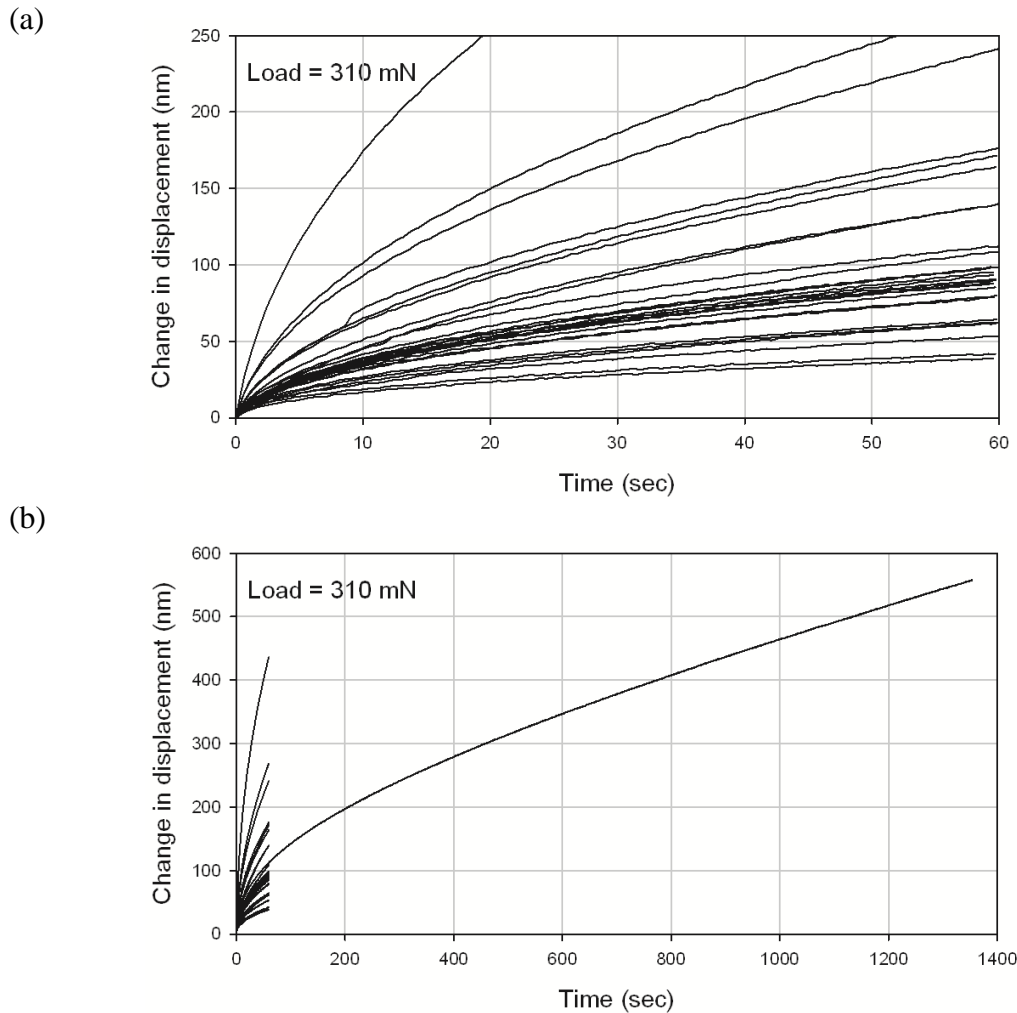 (a)
250
200
150
100
50
0
Load = 310 mN
Change in displacement (nm)
0 10 20 30 40 50 60
Time (sec)
(b)
600
500
400
300
200
100
0
Load = 310 mN
Change in displacement (nm)
0 200 400 600 800 1000 1200 1400
Time (sec)